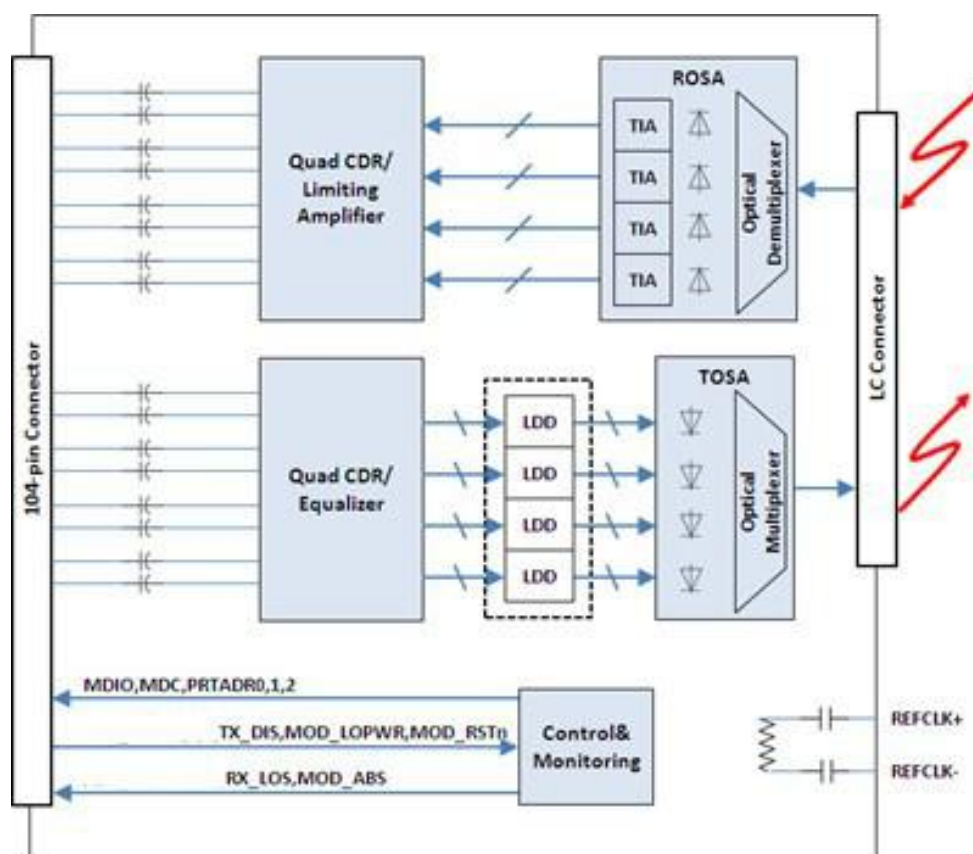 104-pin Connector
Quad CDR/
Limiting
Amplifier
ROSA
TIA
TIA
TIA
TIA
Optical
Demultiplexer
LC Connector
Quad CDR/
Equalizer
LDD
LDD
LDD
LDD
TOSA
Optical
Multiplexer
MDIO,MDC,PRTADR0,1,2
TX_DIS,MOD_LOPWR,MOD_RSTn
RX_LOS,MOD_ABS
Control&
Monitoring
REFCLK+
REFCLK-